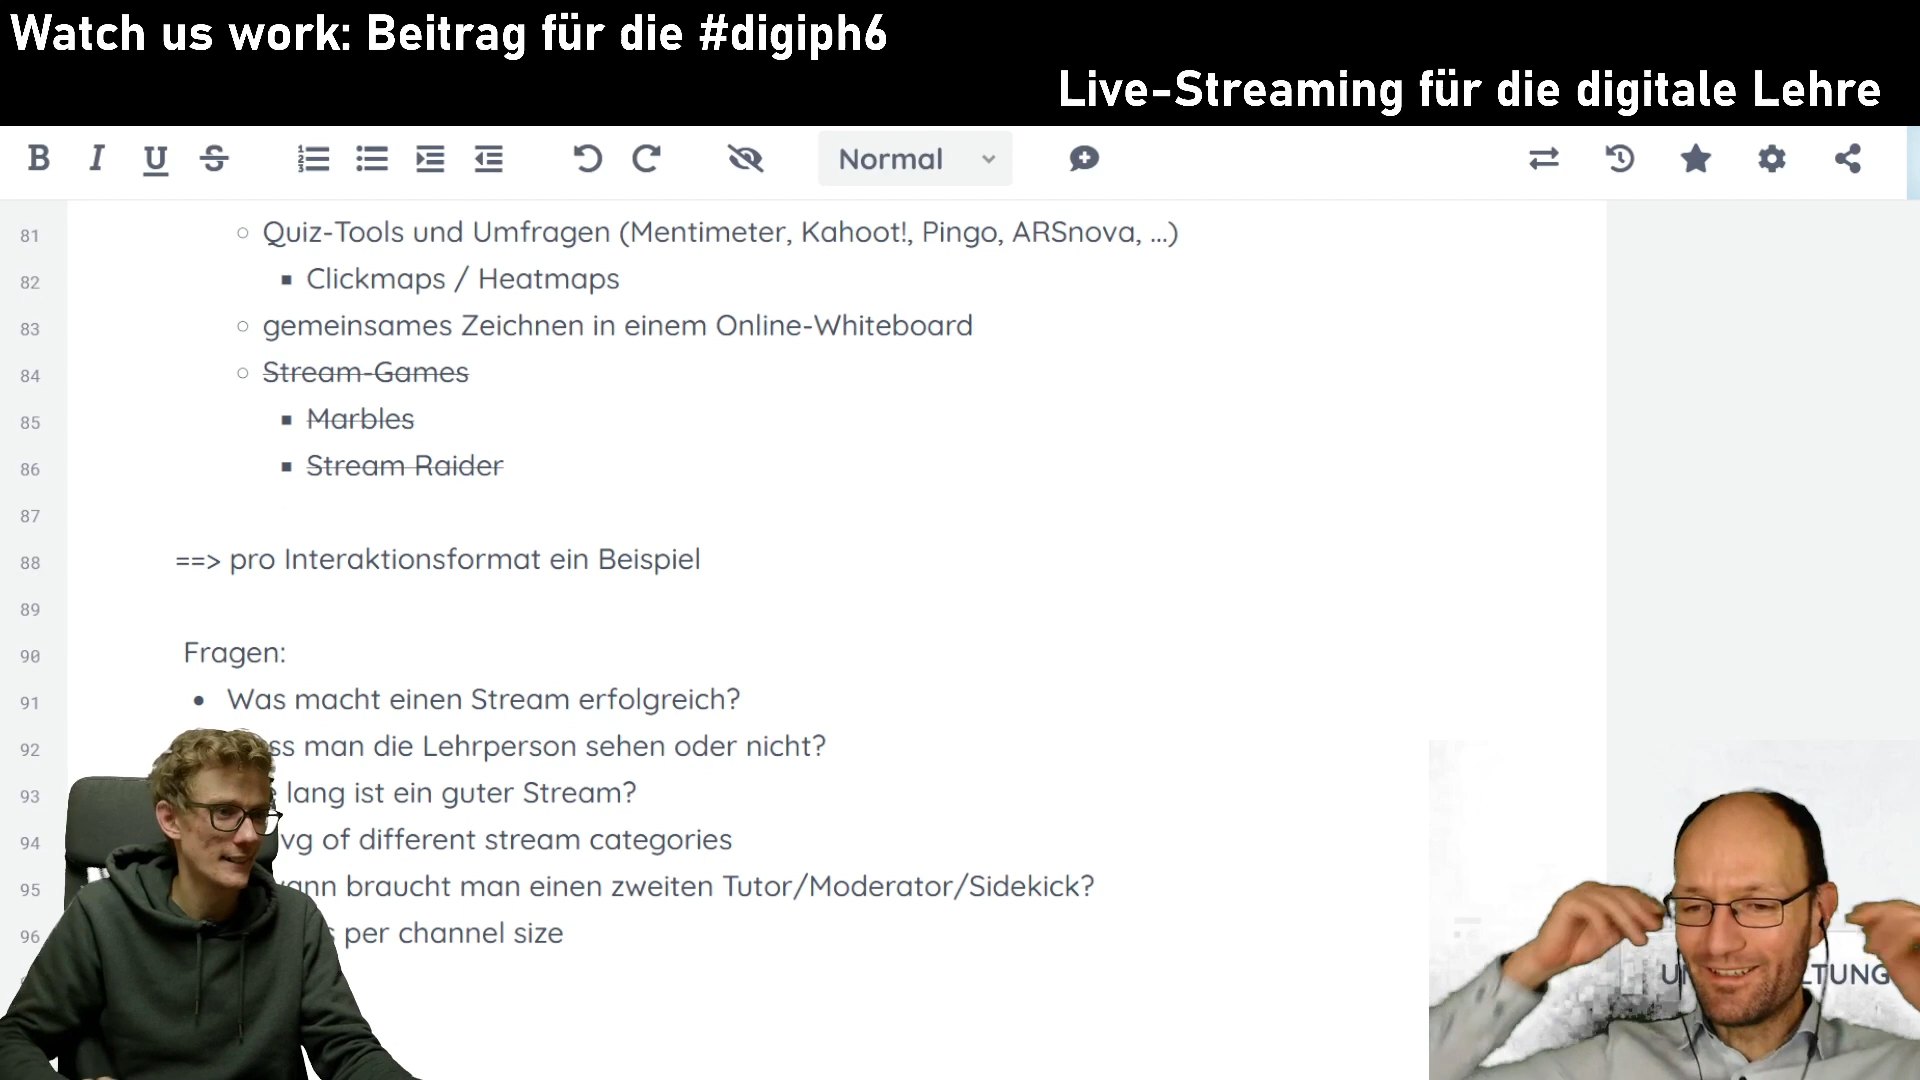 Watch us work: Beitrag für die #digiph6
Live-Streaming für die digitale Lehre
B I U S Normal
81 Quiz-Tools und Umfragen (Mentimeter, Kahoot!, Pingo, ARSnova, ...)
82 Clickmaps / Heatmaps
83 gemeinsames Zeichnen in einem Online-Whiteboard
84 Stream-Games
85 Marbles
86 Stream Raider
87
88 ==> pro Interaktionsformat ein Beispiel
89
90 Fragen:
91 Was macht einen Stream erfolgreich?
92 man die Lehrperson sehen oder nicht?
93 lang ist ein guter Stream?
94 of different stream categories
95 braucht man einen zweiten Tutor/Moderator/Sidekick?
96 per channel size